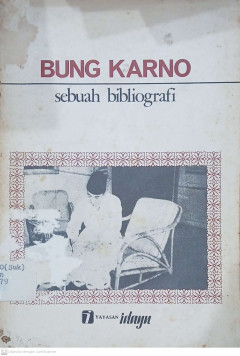 BUNG KARNO
sebuah bibliografi
YAYASAN idayu